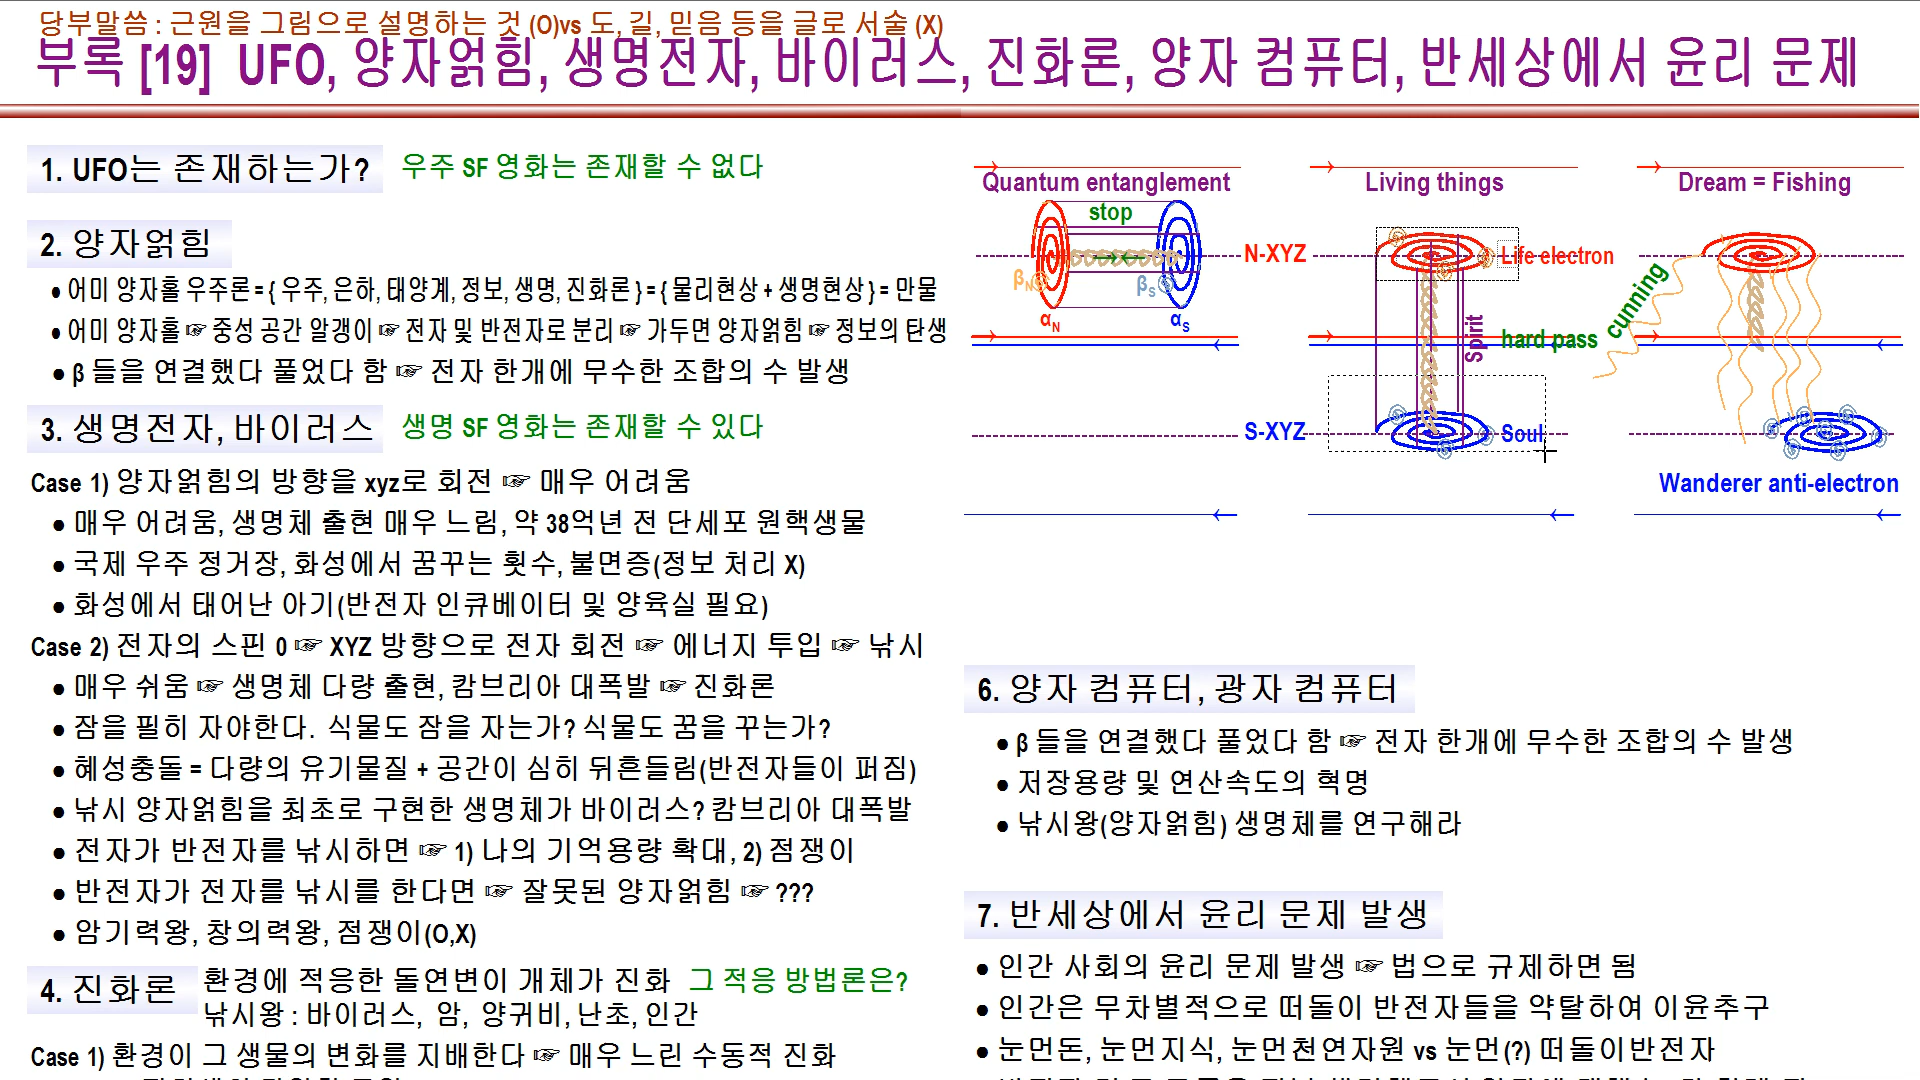 당부말씀 : 근원을 그림으로 설명하는 것 (O)vs 도, 길, 믿음 등을 글로 서술 (X)
부록 [19] UFO, 양자얽힘, 생명전자, 바이러스, 진화론, 양자 컴퓨터, 반세상에서 윤리 문제
1. UFO는 존재하는가? 우주 SF 영화는 존재할 수 없다
2. 양자얽힘
● 어미 양자홀 우주론 = { 우주, 은하, 태양계, 정보, 생명, 진화론 } = { 물리현상 + 생명현상 } = 만물
● 어미 양자홀 ☞ 중성 공간 알갱이 ☞ 전자 및 반전자로 분리 ☞ 가두면 양자얽힘 ☞ 정보의 탄생
● β 들을 연결했다 풀었다 함 ☞ 전자 한개에 무수한 조합의 수 발생
3. 생명전자, 바이러스 생명 SF 영화는 존재할 수 있다
Case 1) 양자얽힘의 방향을 xyz로 회전 ☞ 매우 어려움
● 매우 어려움, 생명체 출현 매우 느림, 약 38억년 전 단세포 원핵생물
● 국제 우주 정거장, 화성에서 꿈꾸는 횟수, 불면증(정보 처리 X)
● 화성에서 태어난 아기(반전자 인큐베이터 및 양육실 필요)
Case 2) 전자의 스핀 0 ☞ XYZ 방향으로 전자 회전 ☞ 에너지 투입 ☞ 낚시
● 매우 쉬움 ☞ 생명체 다량 출현, 캄브리아 대폭발 ☞ 진화론
● 잠을 필히 자야한다. 식물도 잠을 자는가? 식물도 꿈을 꾸는가?
● 혜성충돌 = 다량의 유기물질 + 공간이 심히 뒤흔들림(반전자들이 퍼짐)
● 낚시 양자얽힘을 최초로 구현한 생명체가 바이러스? 캄브리아 대폭발
● 전자가 반전자를 낚시하면 ☞ 1) 나의 기억용량 확대, 2) 점쟁이
● 반전자가 전자를 낚시를 한다면 ☞ 잘못된 양자얽힘 ☞ ???
● 암기력왕, 창의력왕, 점쟁이(O,X)
4. 진화론 환경에 적응한 돌연변이 개체가 진화 그 적응 방법론은?
낚시왕 : 바이러스, 암, 양귀비, 난초, 인간
Case 1) 환경이 그 생물의 변화를 지배한다 ☞ 매우 느린 수동적 진화
Quantum entanglement
stop
βN
βS
αN
αS
N-XYZ
S-XYZ
Living things
Life electron
Spirit
hard pass
Soul
Dream = Fishing
cunning
Wanderer anti-electron
6. 양자 컴퓨터, 광자 컴퓨터
● β 들을 연결했다 풀었다 함 ☞ 전자 한개에 무수한 조합의 수 발생
● 저장용량 및 연산속도의 혁명
● 낚시왕(양자얽힘) 생명체를 연구해라
7. 반세상에서 윤리 문제 발생
● 인간 사회의 윤리 문제 발생 ☞ 법으로 규제하면 됨
● 인간은 무차별적으로 떠돌이 반전자들을 약탈하여 이윤추구
● 눈먼돈, 눈먼지식, 눈먼천연자원 vs 눈먼(?) 떠돌이반전자